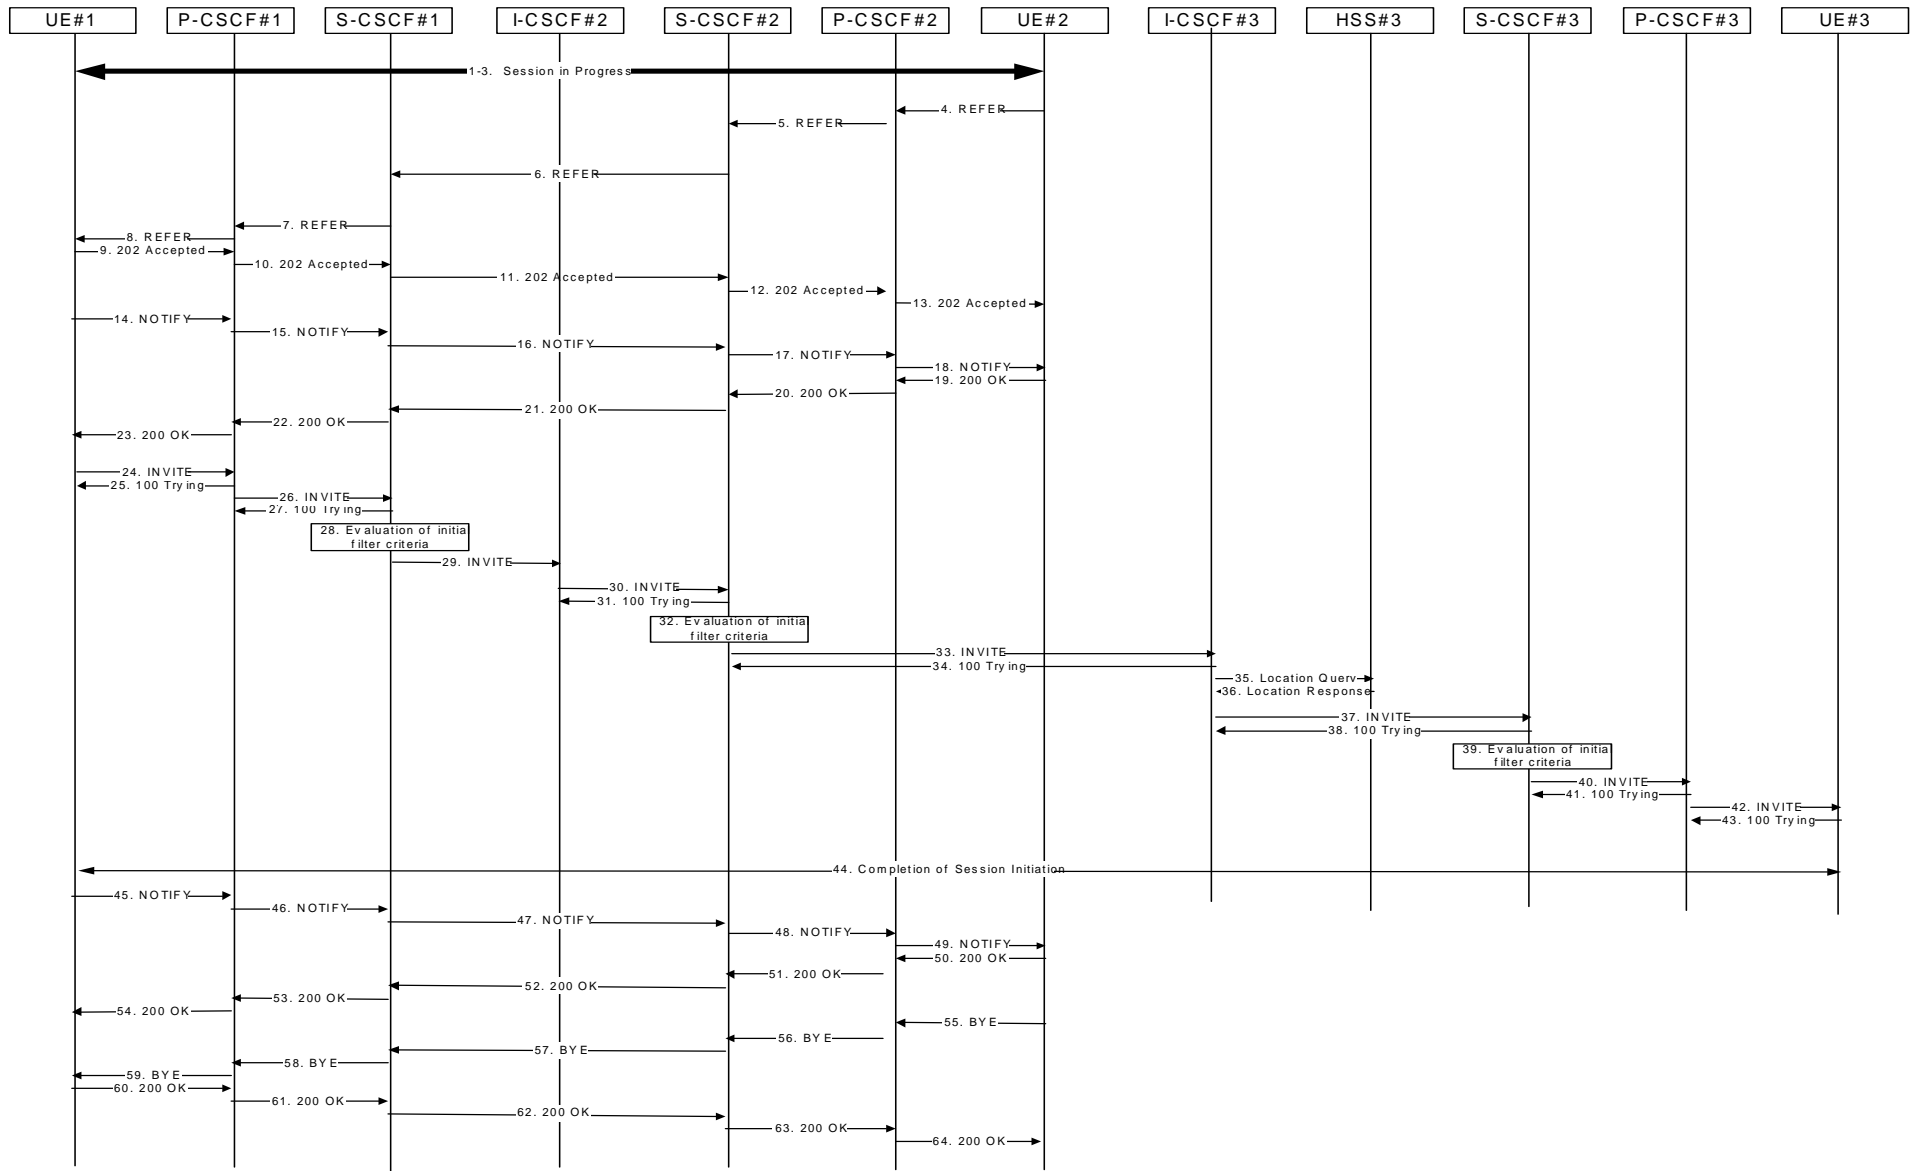 UE#1 P-CSCF#1 S-CSCF#1 I-CSCF#2 S-CSCF#2 P-CSCF#2 UE#2 I-CSCF#3 HSS#3 S-CSCF#3 P-CSCF#3 UE#3
1-3. Session in Progress
4. REFER
5. REFER
6. REFER
7. REFER
8. REFER
9. 202 Accepted
10. 202 Accepted
11. 202 Accepted
12. 202 Accepted
13. 202 Accepted
14. NOTIFY
15. NOTIFY
16. NOTIFY
17. NOTIFY
18. NOTIFY
19. 200 OK
20. 200 OK
21. 200 OK
22. 200 OK
23. 200 OK
24. INVITE
25. 100 Trying
26. INVITE
27. 100 Trying
28. Evaluation of initial
filter criteria
29. INVITE
30. INVITE
31. 100 Trying
32. Evaluation of initial
filter criteria
33. INVITE
34. 100 Trying
35. Location Query
36. Location Response
37. INVITE
38. 100 Trying
39. Evaluation of initial
filter criteria
40. INVITE
41. 100 Trying
42. INVITE
43. 100 Trying
44. Completion of Session Initiation
45. NOTIFY
46. NOTIFY
47. NOTIFY
48. NOTIFY
49. NOTIFY
50. 200 OK
51. 200 OK
52. 200 OK
53. 200 OK
54. 200 OK
55. BYE
56. BYE
57. BYE
58. BYE
59. BYE
60. 200 OK
61. 200 OK
62. 200 OK
63. 200 OK
64. 200 OK